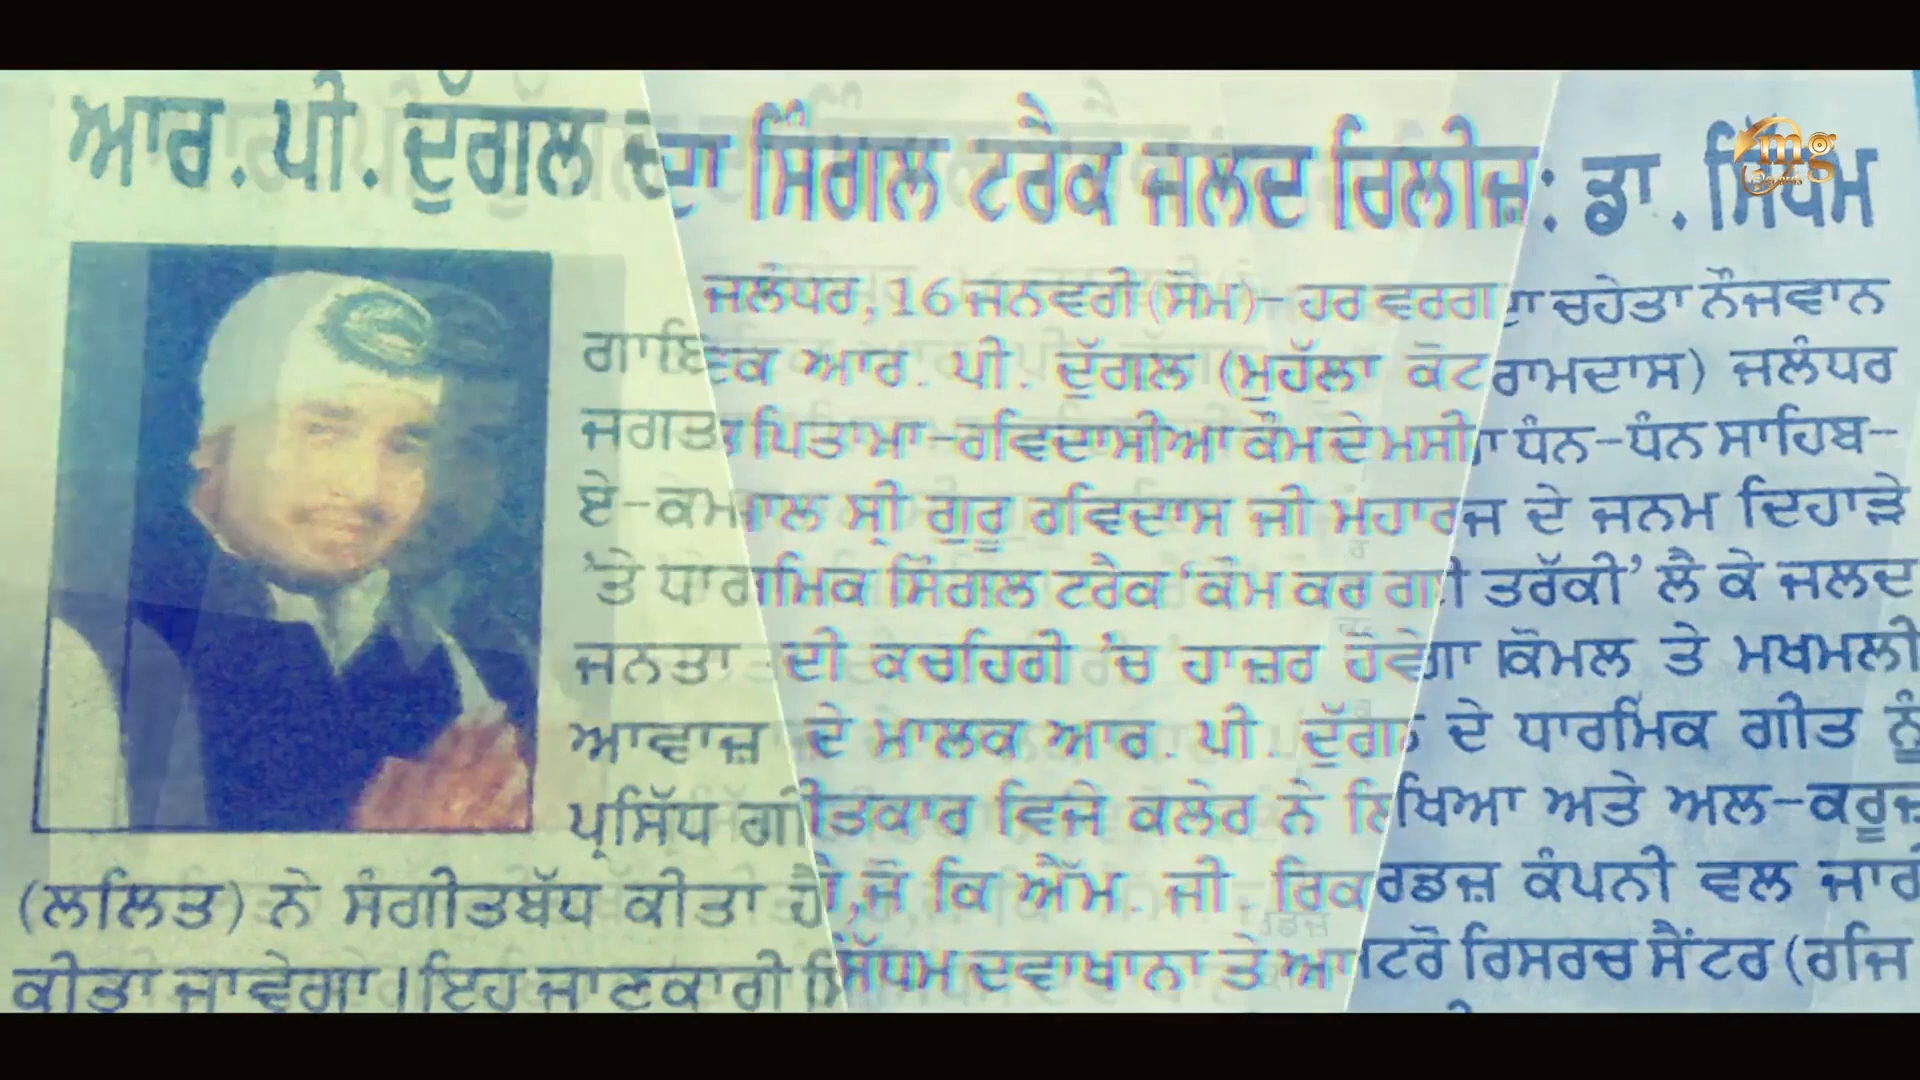 ਆਰ.ਪੀ. ਦੁੱਗਲ ਦਾ ਸਿੰਗਲ ਟਰੈਕ ਜਲਦ ਰਿਲੀਜ਼: ਡਾ. ਸਿੱਧਮ
mg
ਜਲੰਧਰ, 16 ਜਨਵਰੀ (ਸੋਮ)- ਹਰ ਵਰਗ ਦਾ ਚਹੇਤਾ ਨੌਜਵਾਨ
ਗਾਇਕ ਆਰ. ਪੀ. ਦੁੱਗਲ (ਮੁਹੱਲਾ ਕੋਟ ਰਾਮਦਾਸ) ਜਲੰਧਰ
ਜਗਤ ਪਿਤਾਮਾ-ਰਵਿਦਾਸੀਆ ਕੌਮ ਦੇ ਮਸੀਹਾ ਧੰਨ-ਧੰਨ ਸਾਹਿਬ-
ਏ-ਕਮਾਲ ਸ੍ਰੀ ਗੁਰੂ ਰਵਿਦਾਸ ਜੀ ਮਹਾਰਾਜ ਦੇ ਜਨਮ ਦਿਹਾੜੇ
'ਤੇ ਧਾਰਮਿਕ ਸਿੰਗਲ ਟਰੈਕ 'ਕੌਮ ਕਰ ਗਈ ਤਰੱਕੀ' ਲੈ ਕੇ ਜਲਦ
ਜਨਤਾ ਦੀ ਕਚਹਿਰੀ 'ਚ ਹਾਜ਼ਰ ਹੋਵੇਗਾ। ਕੋਮਲ ਤੇ ਮਖਮਲੀ
ਆਵਾਜ਼ ਦੇ ਮਾਲਕ ਆਰ. ਪੀ. ਦੁੱਗਲ ਦੇ ਧਾਰਮਿਕ ਗੀਤ ਨੂੰ
ਪ੍ਰਸਿੱਧ ਗੀਤਕਾਰ ਵਿਜੇ ਕਲੇਰ ਨੇ ਲਿਖਿਆ ਅਤੇ ਅਲ-ਕਰੂਜ਼
(ਲਲਿਤ) ਨੇ ਸੰਗੀਤਬੱਧ ਕੀਤਾ ਹੈ,ਜੋ ਕਿ ਐੱਮ. ਜੀ. ਰਿਕਾਰਡਜ਼ ਕੰਪਨੀ ਵਲ ਜਾਰੀ
ਕੀਤਾ ਜਾਵੇਗਾ। ਇਹ ਜਾਣਕਾਰੀ ਸਿੱਧਮ ਦਵਾਖਾਨਾ ਤੇ ਰਿਸਰਚ ਸੈਂਟਰ (ਰਜਿ